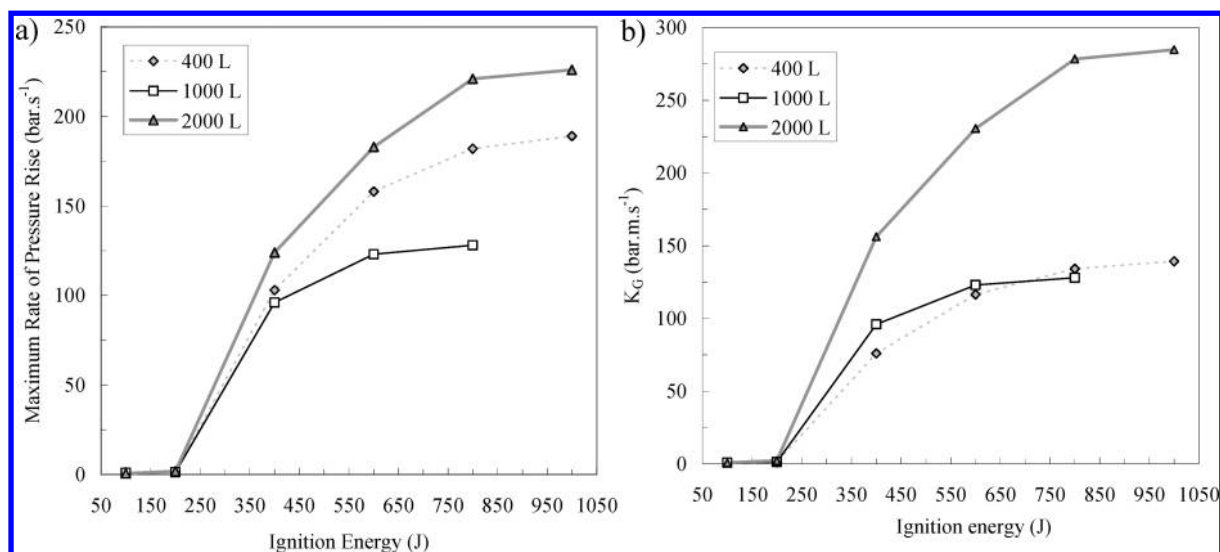 a)
Maximum Rate of Pressure Rise (bar.s⁻¹)
250
200
150
100
50
0
400 L
1000 L
2000 L
50 150 250 350 450 550 650 750 850 950 1050
Ignition Energy (J)
b)
K_G (bar.m.s⁻¹)
300
250
200
150
100
50
0
400 L
1000 L
2000 L
50 150 250 350 450 550 650 750 850 950 1050
Ignition energy (J)